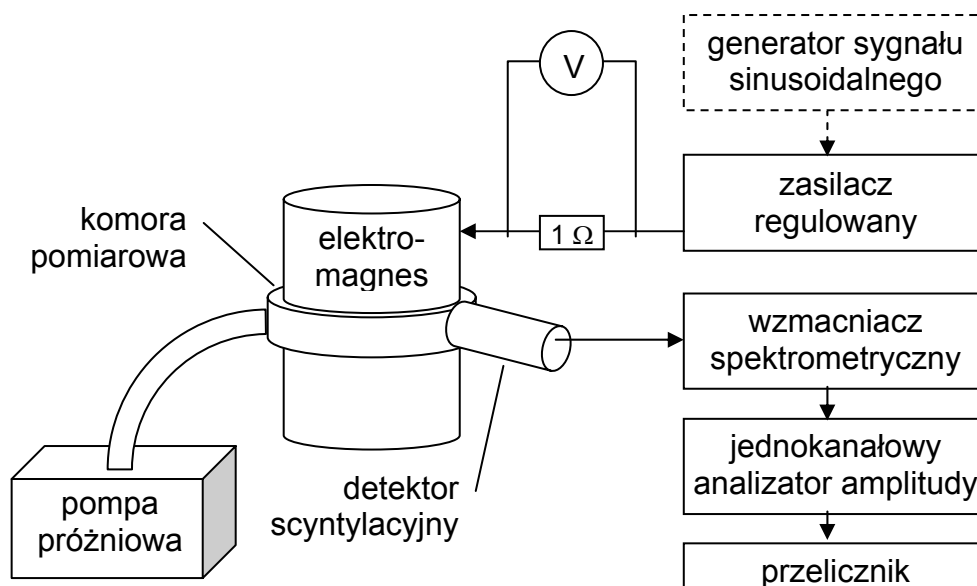 generator sygnału
sinusoidalnego
V
zasilacz
regulowany
1 Ω
komora
pomiarowa
elektro-
magnes
wzmacniacz
spektrometryczny
jednokanałowy
analizator amplitudy
detektor
scyntylacyjny
pompa
próżniowa
przelicznik